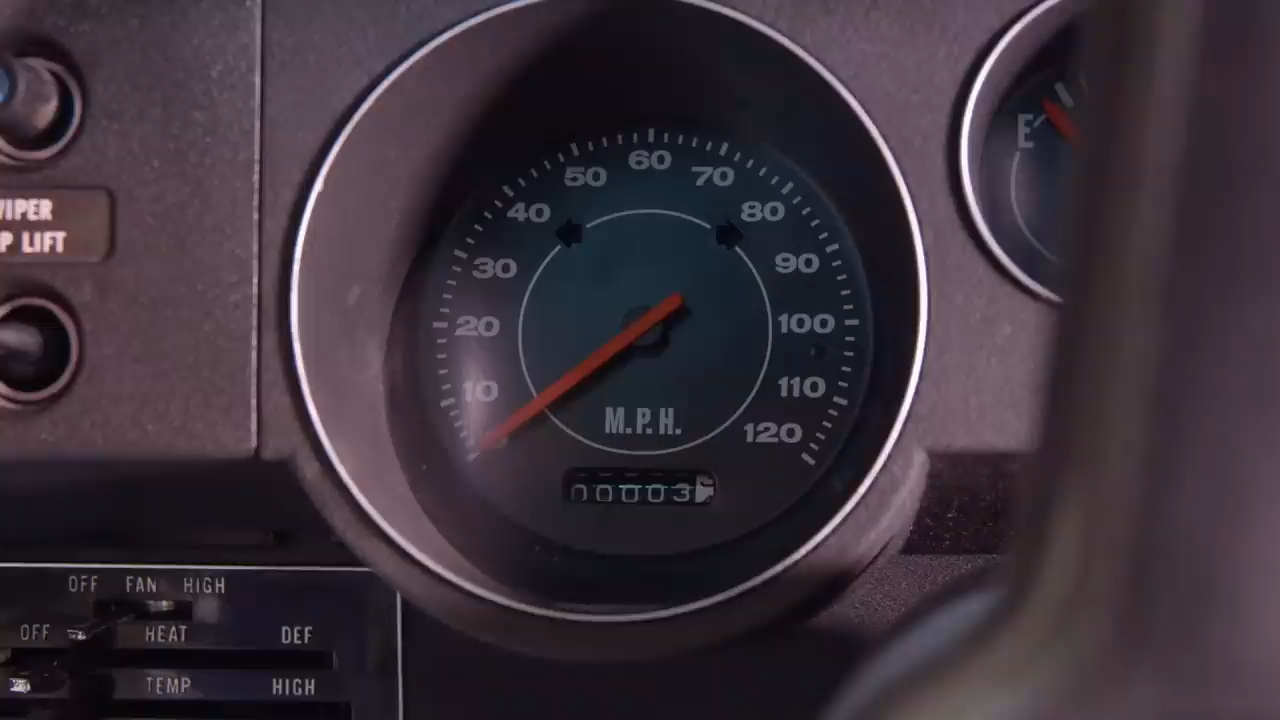 60
50 70
40 80
30 90
20 100
10 110
120
M.P.H.
00003
E
WIPER
P LIFT
OFF FAN HIGH
OFF HEAT DEF
TEMP HIGH